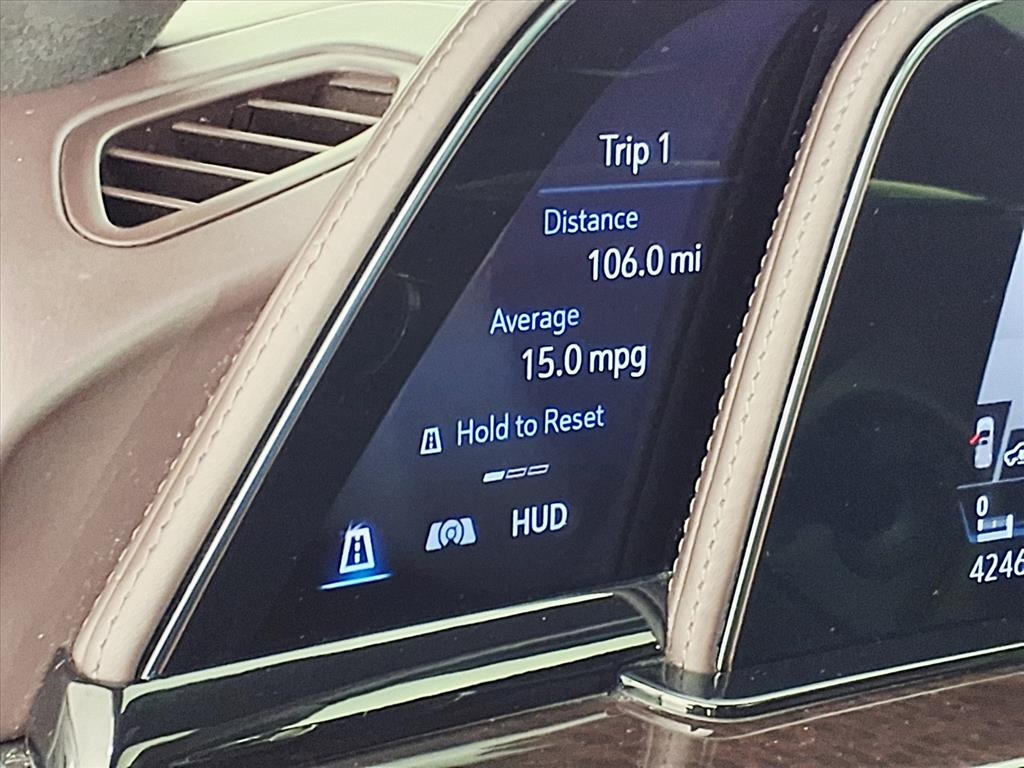 Trip 1
Distance
106.0 mi
Average
15.0 mpg
Hold to Reset
HUD
0
4246